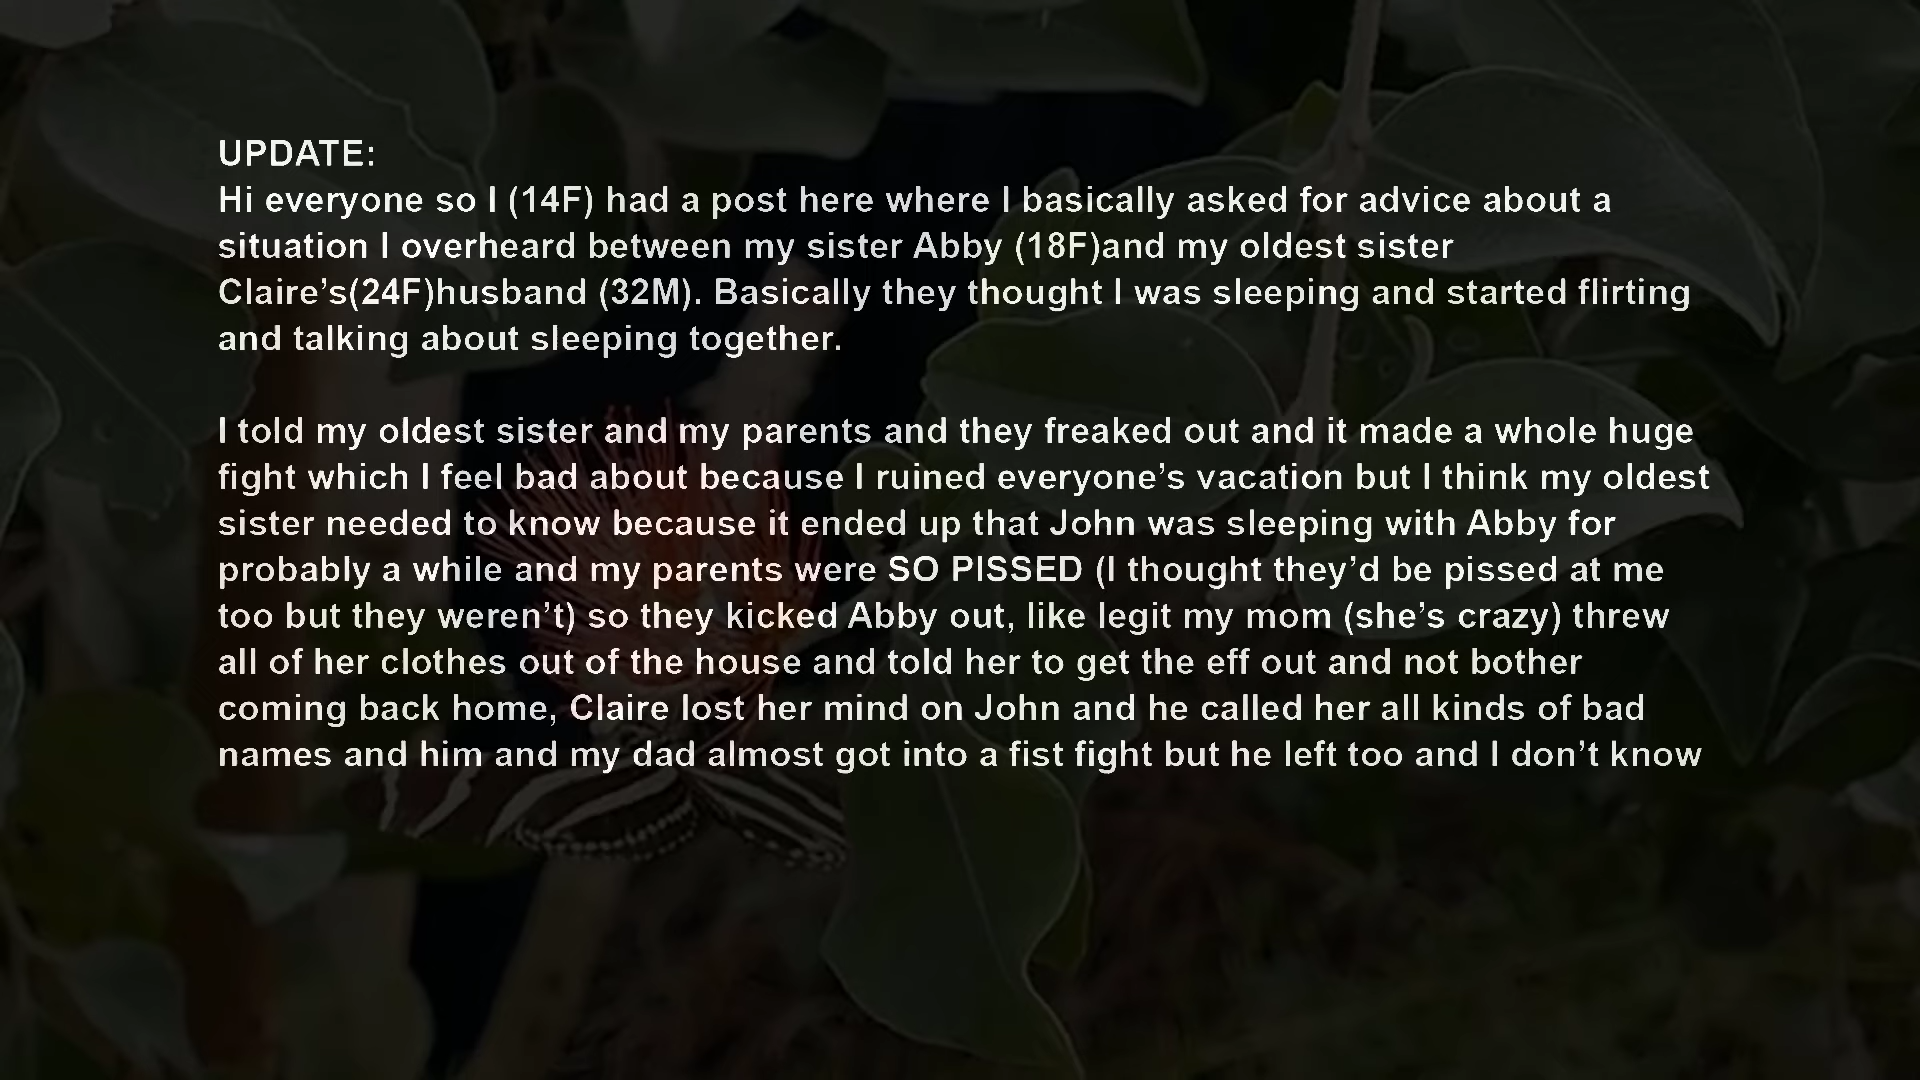 UPDATE:
Hi everyone so I (14F) had a post here where I basically asked for advice about a
situation I overheard between my sister Abby (18F)and my oldest sister
Claire’s(24F)husband (32M). Basically they thought I was sleeping and started flirting
and talking about sleeping together.
I told my oldest sister and my parents and they freaked out and it made a whole huge
fight which I feel bad about because I ruined everyone’s vacation but I think my oldest
sister needed to know because it ended up that John was sleeping with Abby for
probably a while and my parents were SO PISSED (I thought they’d be pissed at me
too but they weren’t) so they kicked Abby out, like legit my mom (she’s crazy) threw
all of her clothes out of the house and told her to get the eff out and not bother
coming back home, Claire lost her mind on John and he called her all kinds of bad
names and him and my dad almost got into a fist fight but he left too and I don’t know